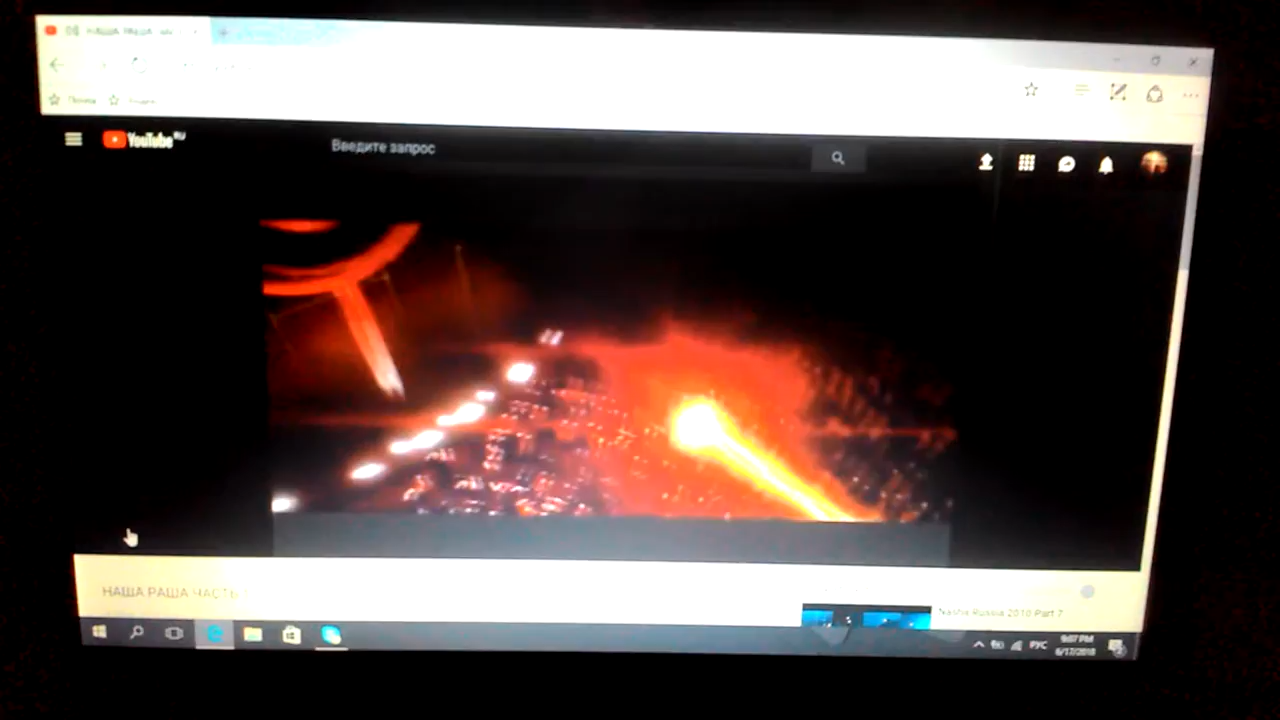 НАША РАША
YouTube RU
Введите запрос
НАША РАША ЧАСТЬ
Nasha Russia 2010 Part 7
РУС
9:07 PM
6/17/2018